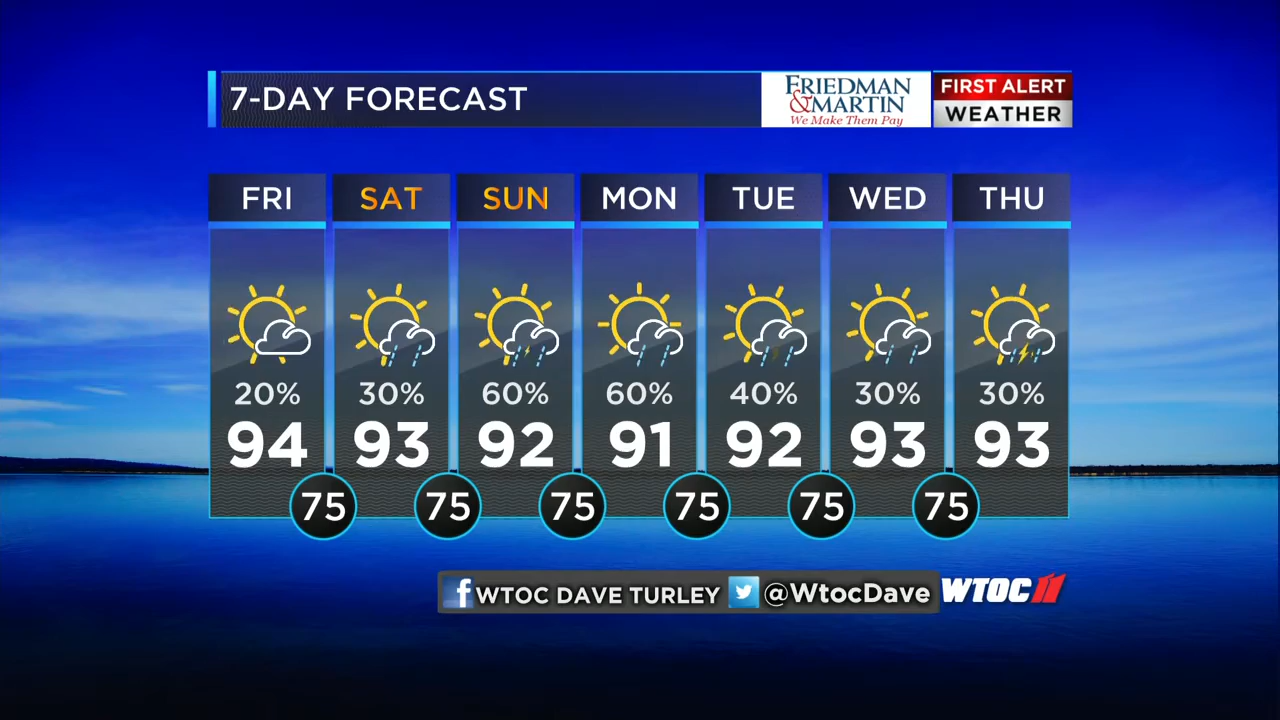 7-DAY FORECAST
FRIEDMAN
&MARTIN
We Make Them Pay
FIRST ALERT
WEATHER
FRI SAT SUN MON TUE WED THU
20% 30% 60% 60% 40% 30% 30%
94 93 92 91 92 93 93
75 75 75 75 75 75
f WTOC DAVE TURLEY @WtocDave WTOC 11